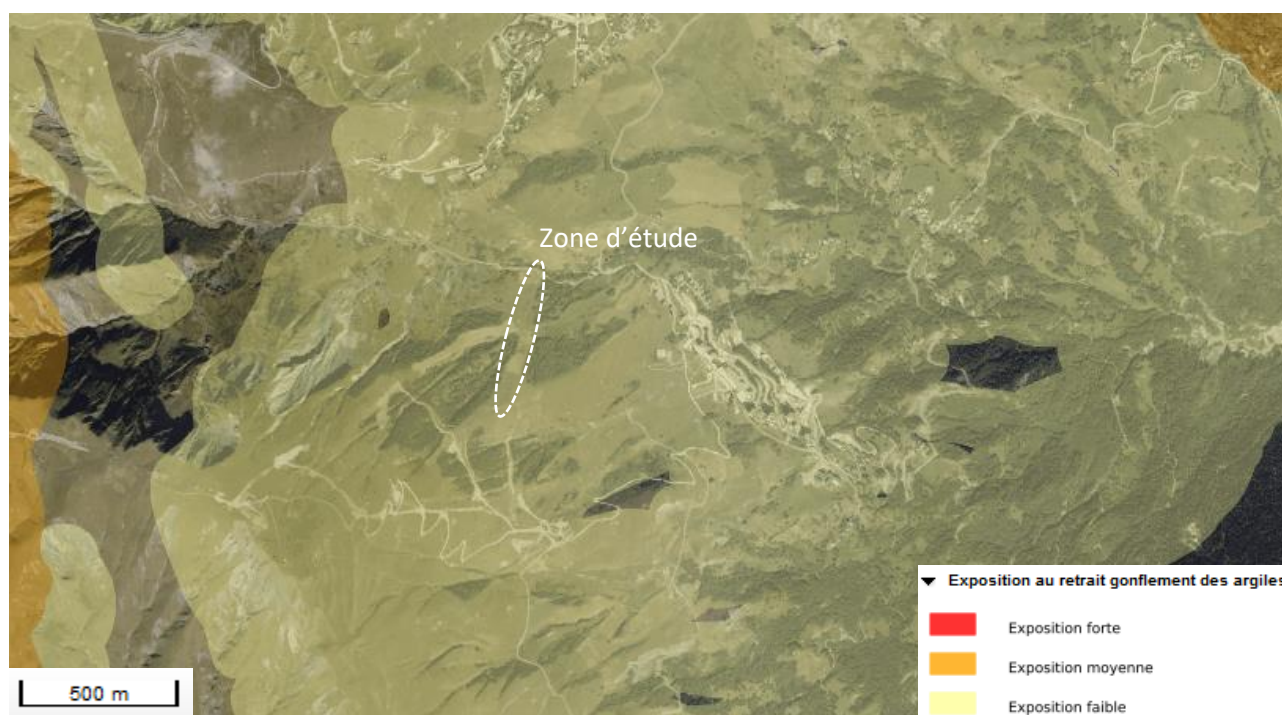 Zone d'étude
▼ Exposition au retrait gonflement des argiles
Exposition forte
Exposition moyenne
Exposition faible
500 m